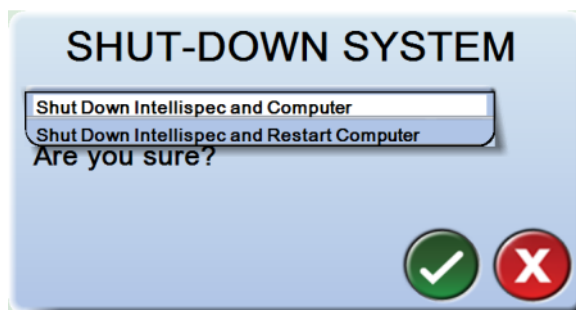 SHUT-DOWN SYSTEM
Shut Down Intellispec and Computer
Shut Down Intellispec and Restart Computer
Are you sure?